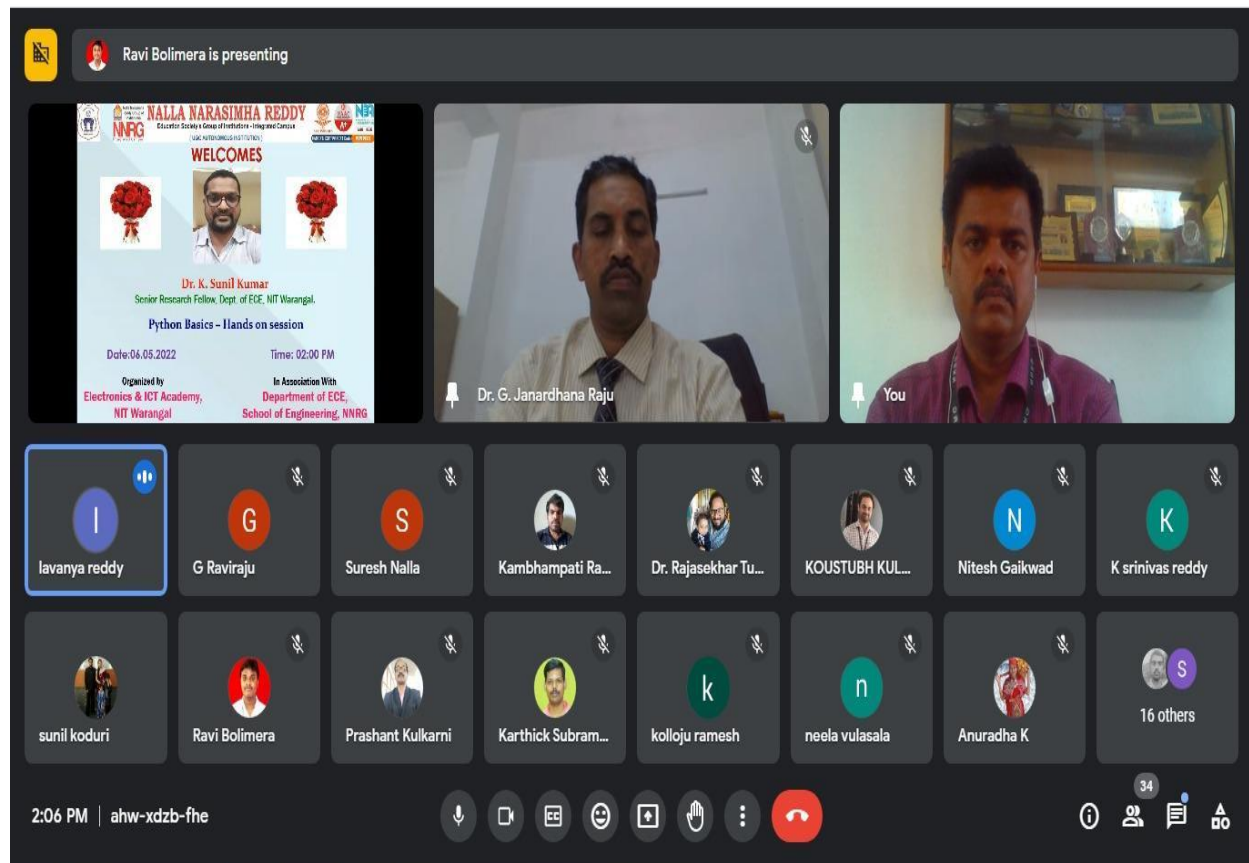 Ravi Bolimera is presenting
NALLA NARASIMHA REDDY
Education Society's Group of Institutions - Integrated Campus
(UGC AUTONOMOUS INSTITUTION)
NNRG
WELCOMES
Dr. K. Sunil Kumar
Senior Research Fellow, Dept. of ECE, NIT Warangal.
Python Basics – Hands on session
Date:06.05.2022
Time: 02:00 PM
Organized by
Electronics & ICT Academy,
NIT Warangal
In Association With
Department of ECE,
School of Engineering, NNRG
Dr. G. Janardhana Raju
You
l
lavanya reddy
G
G Raviraju
S
Suresh Nalla
Kambhampati Ra...
Dr. Rajasekhar Tu...
KOUSTUBH KUL...
N
Nitesh Gaikwad
K
K srinivas reddy
sunil koduri
Ravi Bolimera
Prashant Kulkarni
Karthick Subram...
k
kolloju ramesh
n
neela vulasala
Anuradha K
S
16 others
2:06 PM | ahw-xdzb-fhe
CC
34